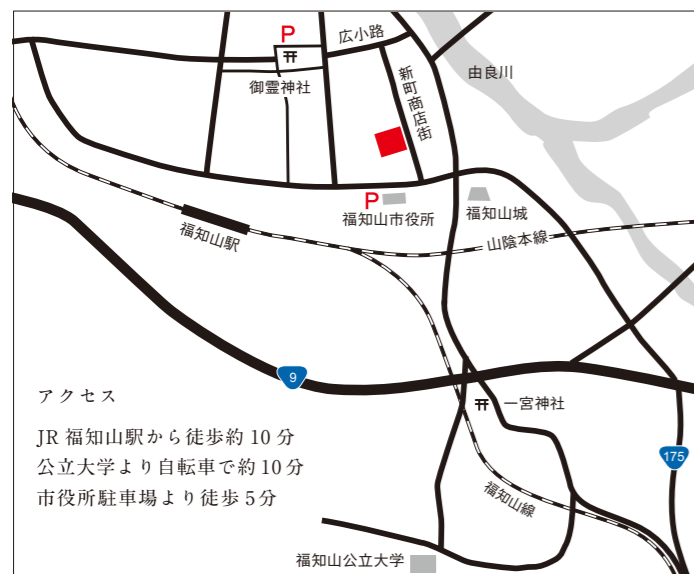 P
広小路
御霊神社
新町商店街
由良川
P
福知山市役所
福知山城
福知山駅
山陰本線
9
一宮神社
アクセス
JR 福知山駅から徒歩約 10 分
公立大学より自転車で約 10 分
市役所駐車場より徒歩 5分
175
福知山線
福知山公立大学